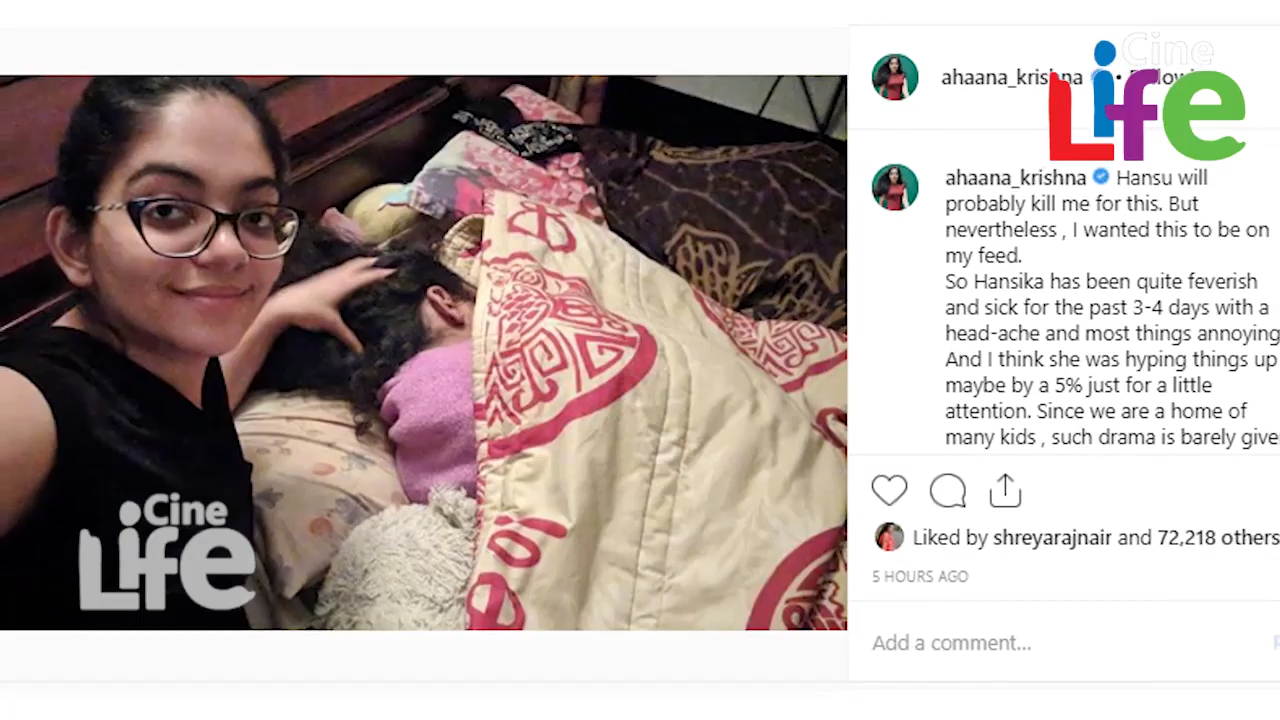 Cine
LiFe
ahaana_krishna
ahaana_krishna Hansu will
probably kill me for this. But
nevertheless , I wanted this to be on
my feed.
So Hansika has been quite feverish
and sick for the past 3-4 days with a
head-ache and most things annoying
And I think she was hyping things up
maybe by a 5% just for a little
attention. Since we are a home of
many kids , such drama is barely give
Liked by shreyarajnair and 72,218 others
5 HOURS AGO
Add a comment...
Cine
LiFe